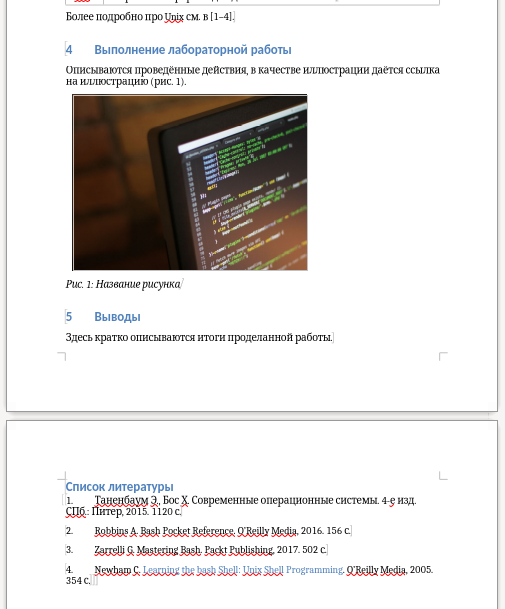 Более подробно про Unix см. в [1–4].
4 Выполнение лабораторной работы
Описываются проведённые действия, в качестве иллюстрации даётся ссылка
на иллюстрацию (рис. 1).
Рис. 1: Название рисунка
5 Выводы
Здесь кратко описываются итоги проделанной работы.
Список литературы
1. Таненбаум Э., Бос Х. Современные операционные системы. 4-е изд.
СПб.: Питер, 2015. 1120 с.
2. Robbins A. Bash Pocket Reference. O’Reilly Media, 2016. 156 с.
3. Zarrelli G. Mastering Bash. Packt Publishing, 2017. 502 с.
4. Newham C. Learning the bash Shell: Unix Shell Programming. O’Reilly Media, 2005.
354 с.